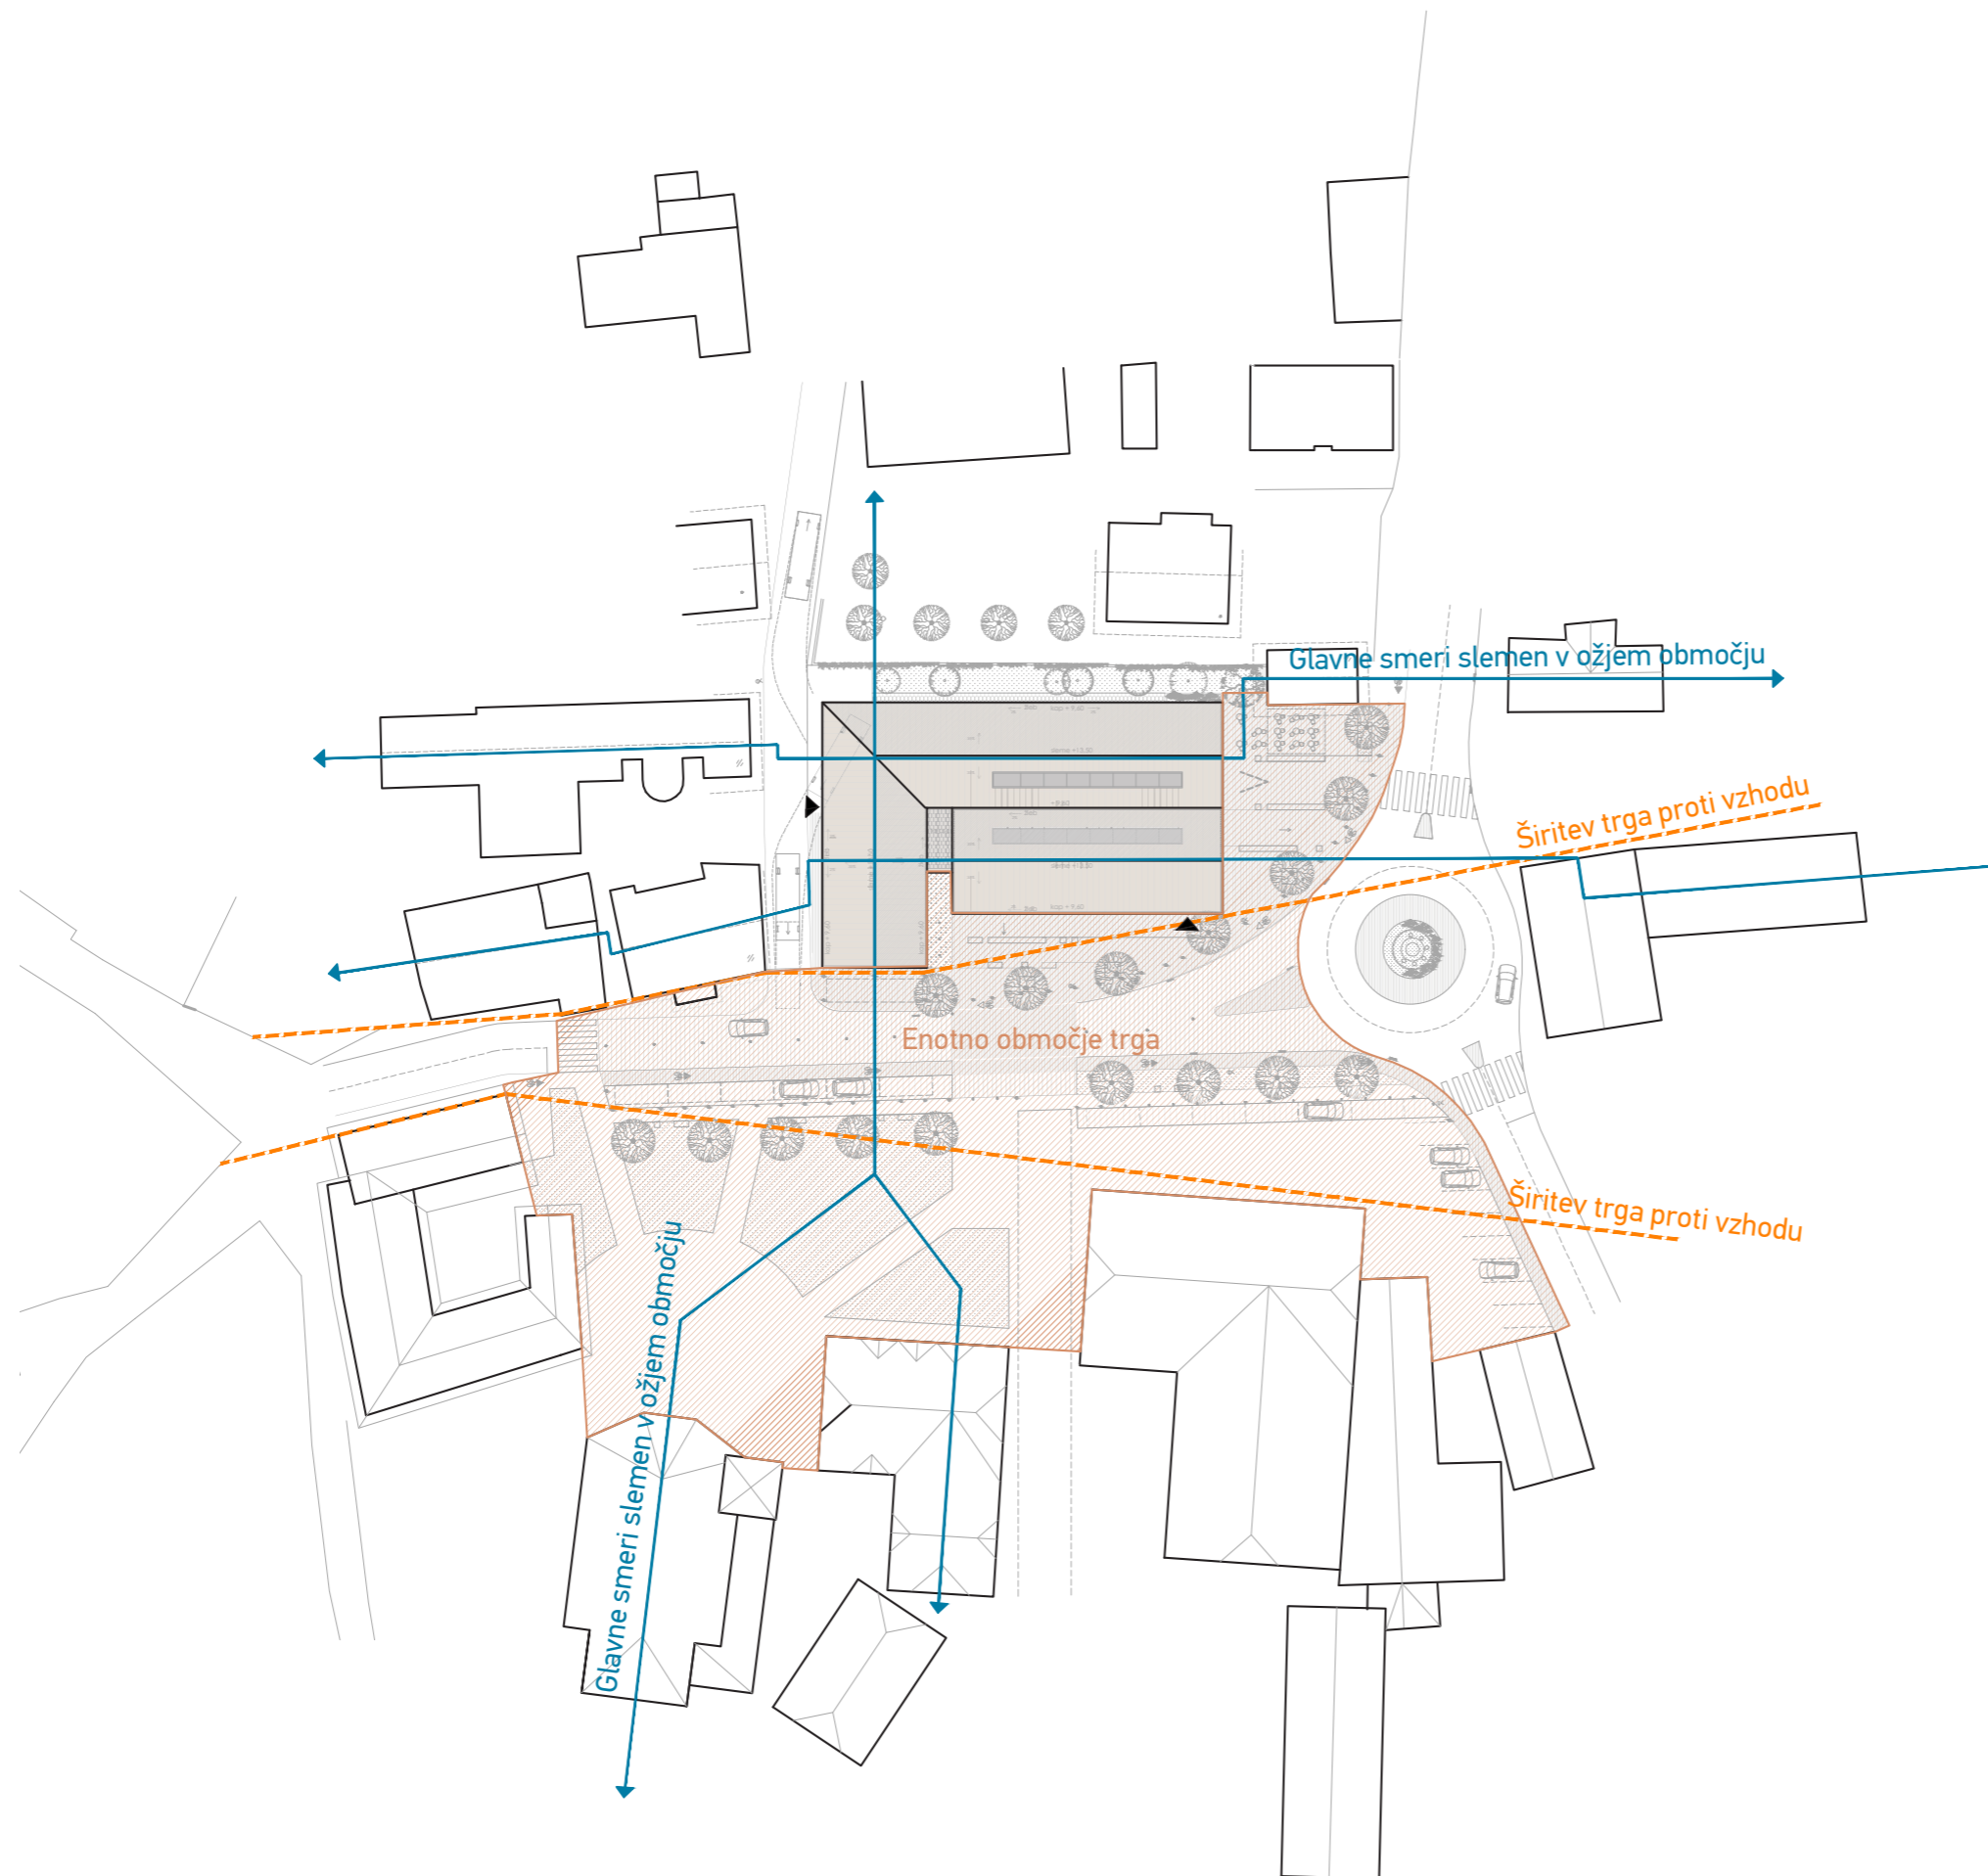 Glavne smeri slemen v ožjem območju
Širitev trga proti vzhodu
Enotno območje trga
Širitev trga proti vzhodu
Glavne smeri slemen v ožjem območju